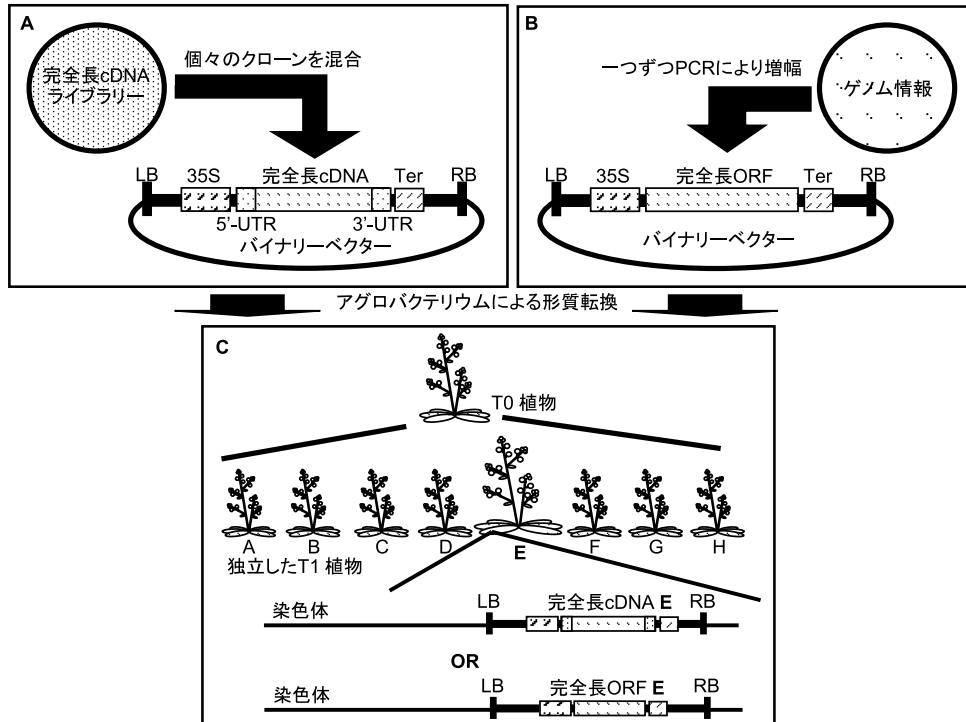 A
完全長cDNA
ライブラリー
個々のクローンを混合
LB
35S
完全長cDNA
Ter
RB
5’-UTR
3’-UTR
バイナリーベクター
B
一つずつPCRにより増幅
ゲノム情報
LB
35S
完全長ORF
Ter
RB
バイナリーベクター
アグロバクテリウムによる形質転換
C
T0 植物
A
B
C
D
E
F
G
H
独立したT1 植物
染色体
LB
完全長cDNA E
RB
OR
染色体
LB
完全長ORF E
RB